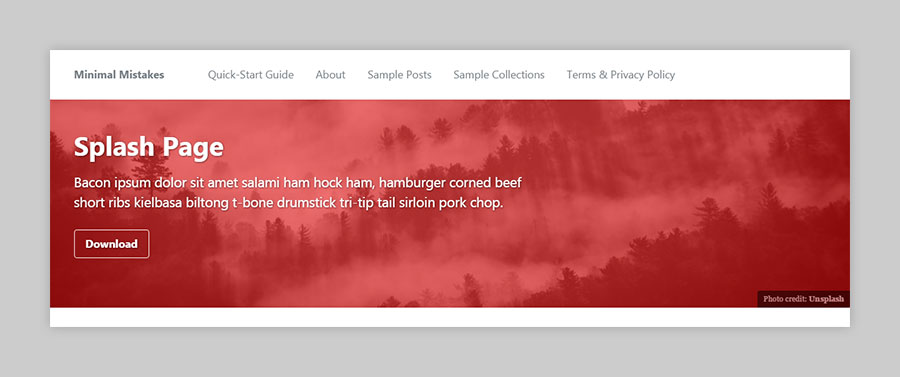 Minimal Mistakes Quick-Start Guide About Sample Posts Sample Collections Terms & Privacy Policy
Splash Page
Bacon ipsum dolor sit amet salami ham hock ham, hamburger corned beef
short ribs kielbasa biltong t-bone drumstick tri-tip tail sirloin pork chop.
Download
Photo credit: Unsplash